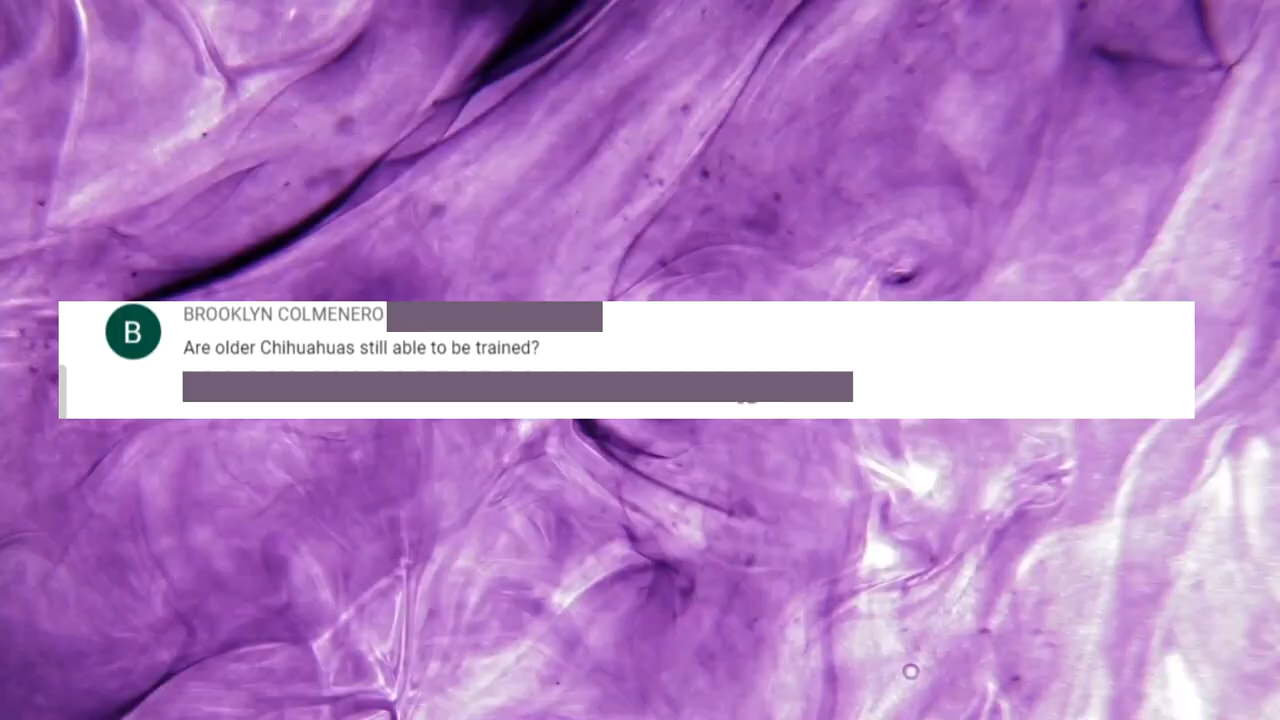 B
BROOKLYN COLMENERO
Are older Chihuahuas still able to be trained?